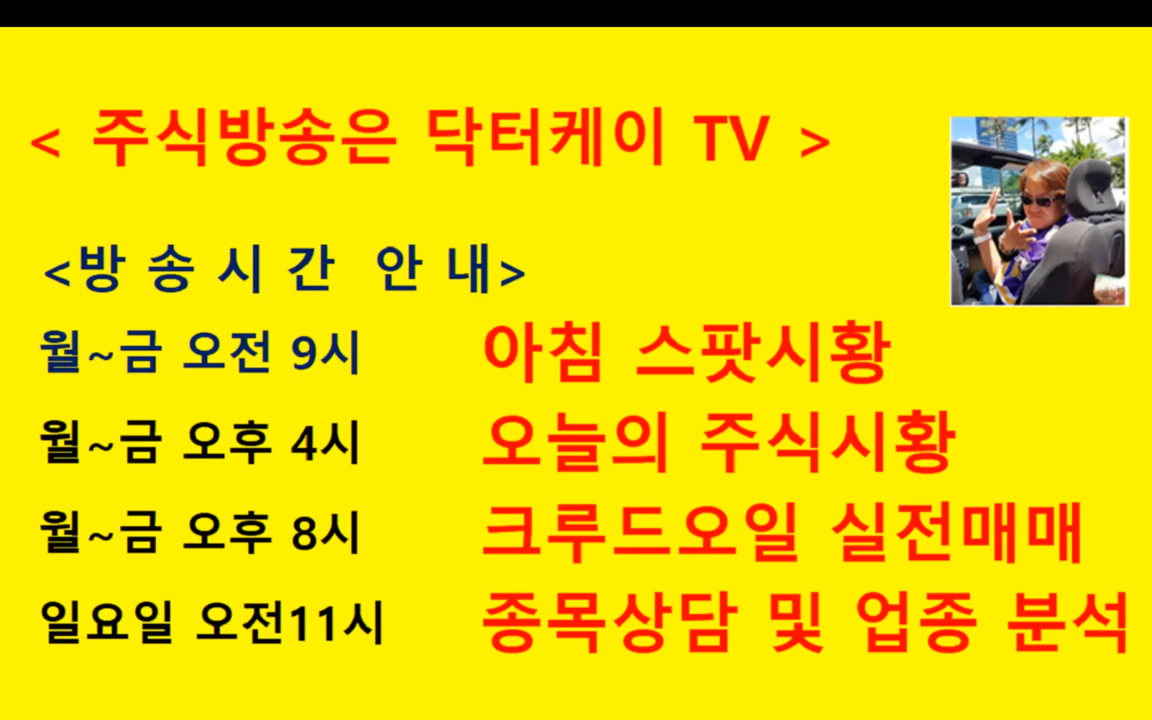 < 주식방송은 닥터케이 TV >
<방 송 시 간 안 내>
월~금 오전 9시 아침 스팟시황
월~금 오후 4시 오늘의 주식시황
월~금 오후 8시 크루드오일 실전매매
일요일 오전11시 종목상담 및 업종 분석